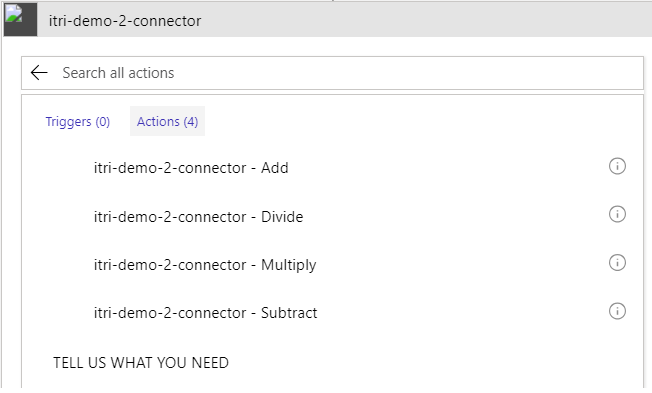 itri-demo-2-connector
Search all actions
Triggers (0) Actions (4)
itri-demo-2-connector - Add
itri-demo-2-connector - Divide
itri-demo-2-connector - Multiply
itri-demo-2-connector - Subtract
TELL US WHAT YOU NEED